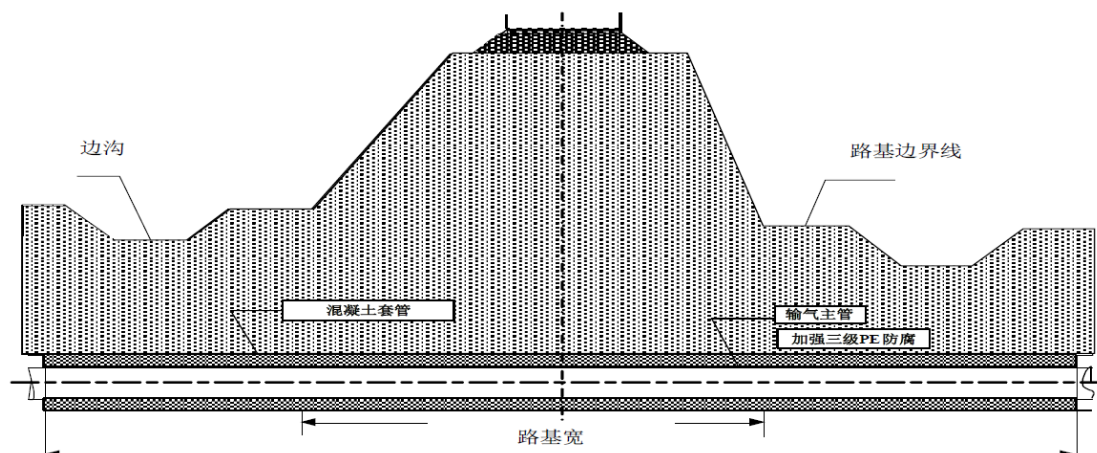 边沟
路基边界线
混凝土套管
输气主管
加强三级PE防腐
路基宽